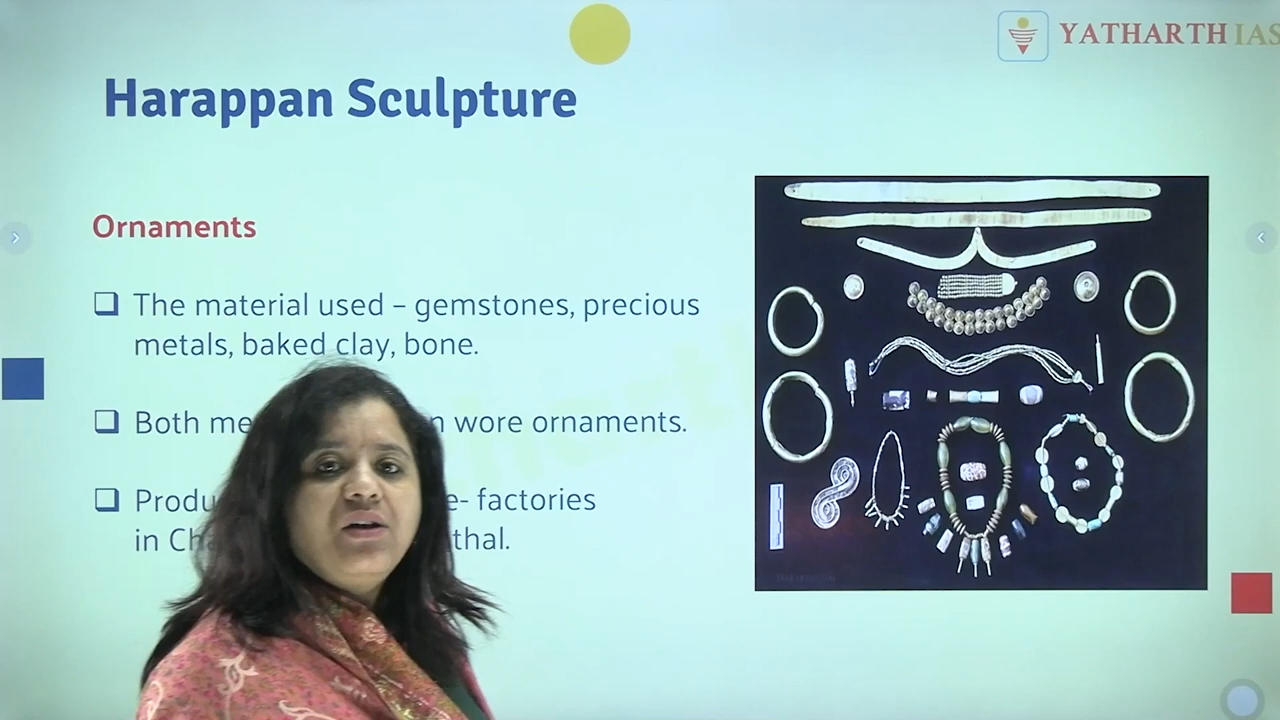 YATHARTH IAS
Harappan Sculpture
Ornaments
The material used – gemstones, precious
metals, baked clay, bone.
Both wore ornaments.
factories
in